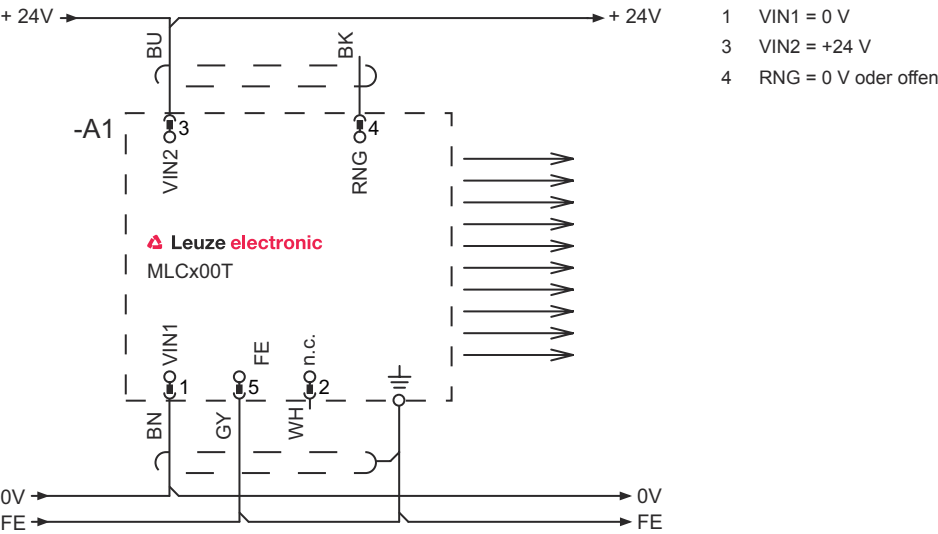 + 24V
+ 24V
1 VIN1 = 0 V
3 VIN2 = +24 V
4 RNG = 0 V oder offen
BU
BK
-A1
3
4
VIN2
RNG
Leuze electronic
MLCx00T
VIN1
FE
n.c.
1
5
2
BN
GY
WH
0V
0V
FE
FE